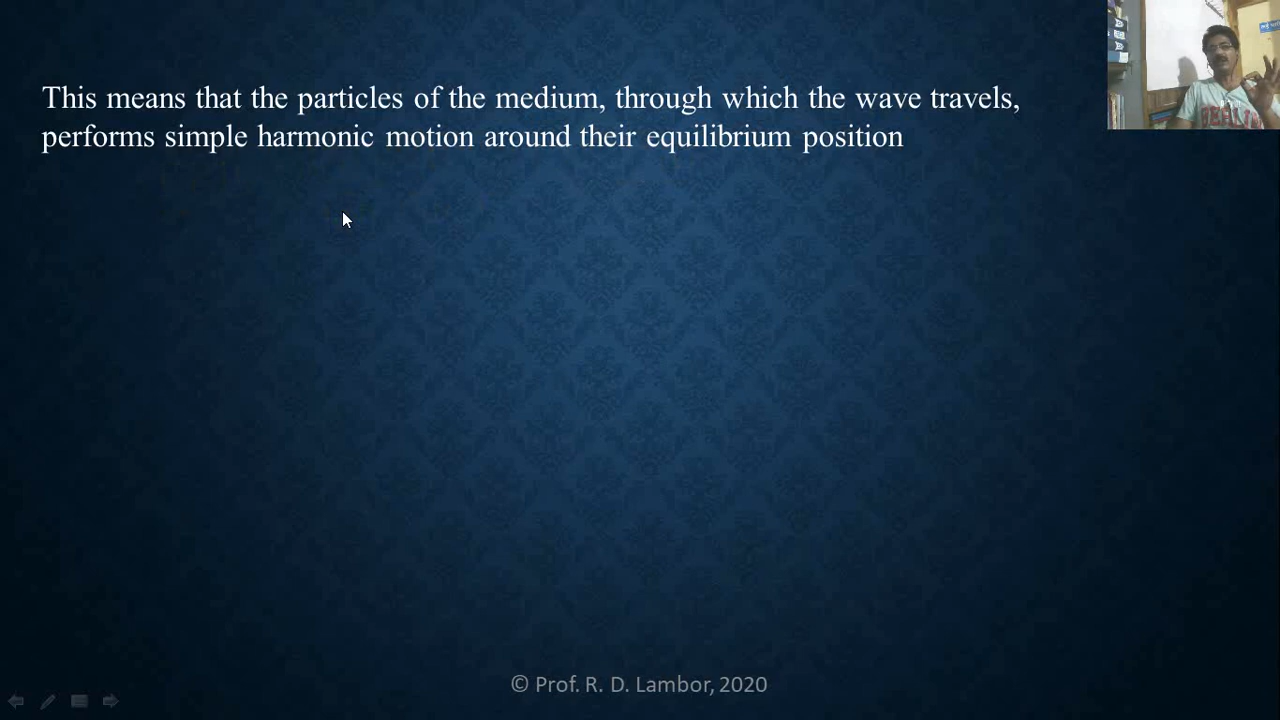 This means that the particles of the medium, through which the wave travels,
performs simple harmonic motion around their equilibrium position
© Prof. R. D. Lambor, 2020